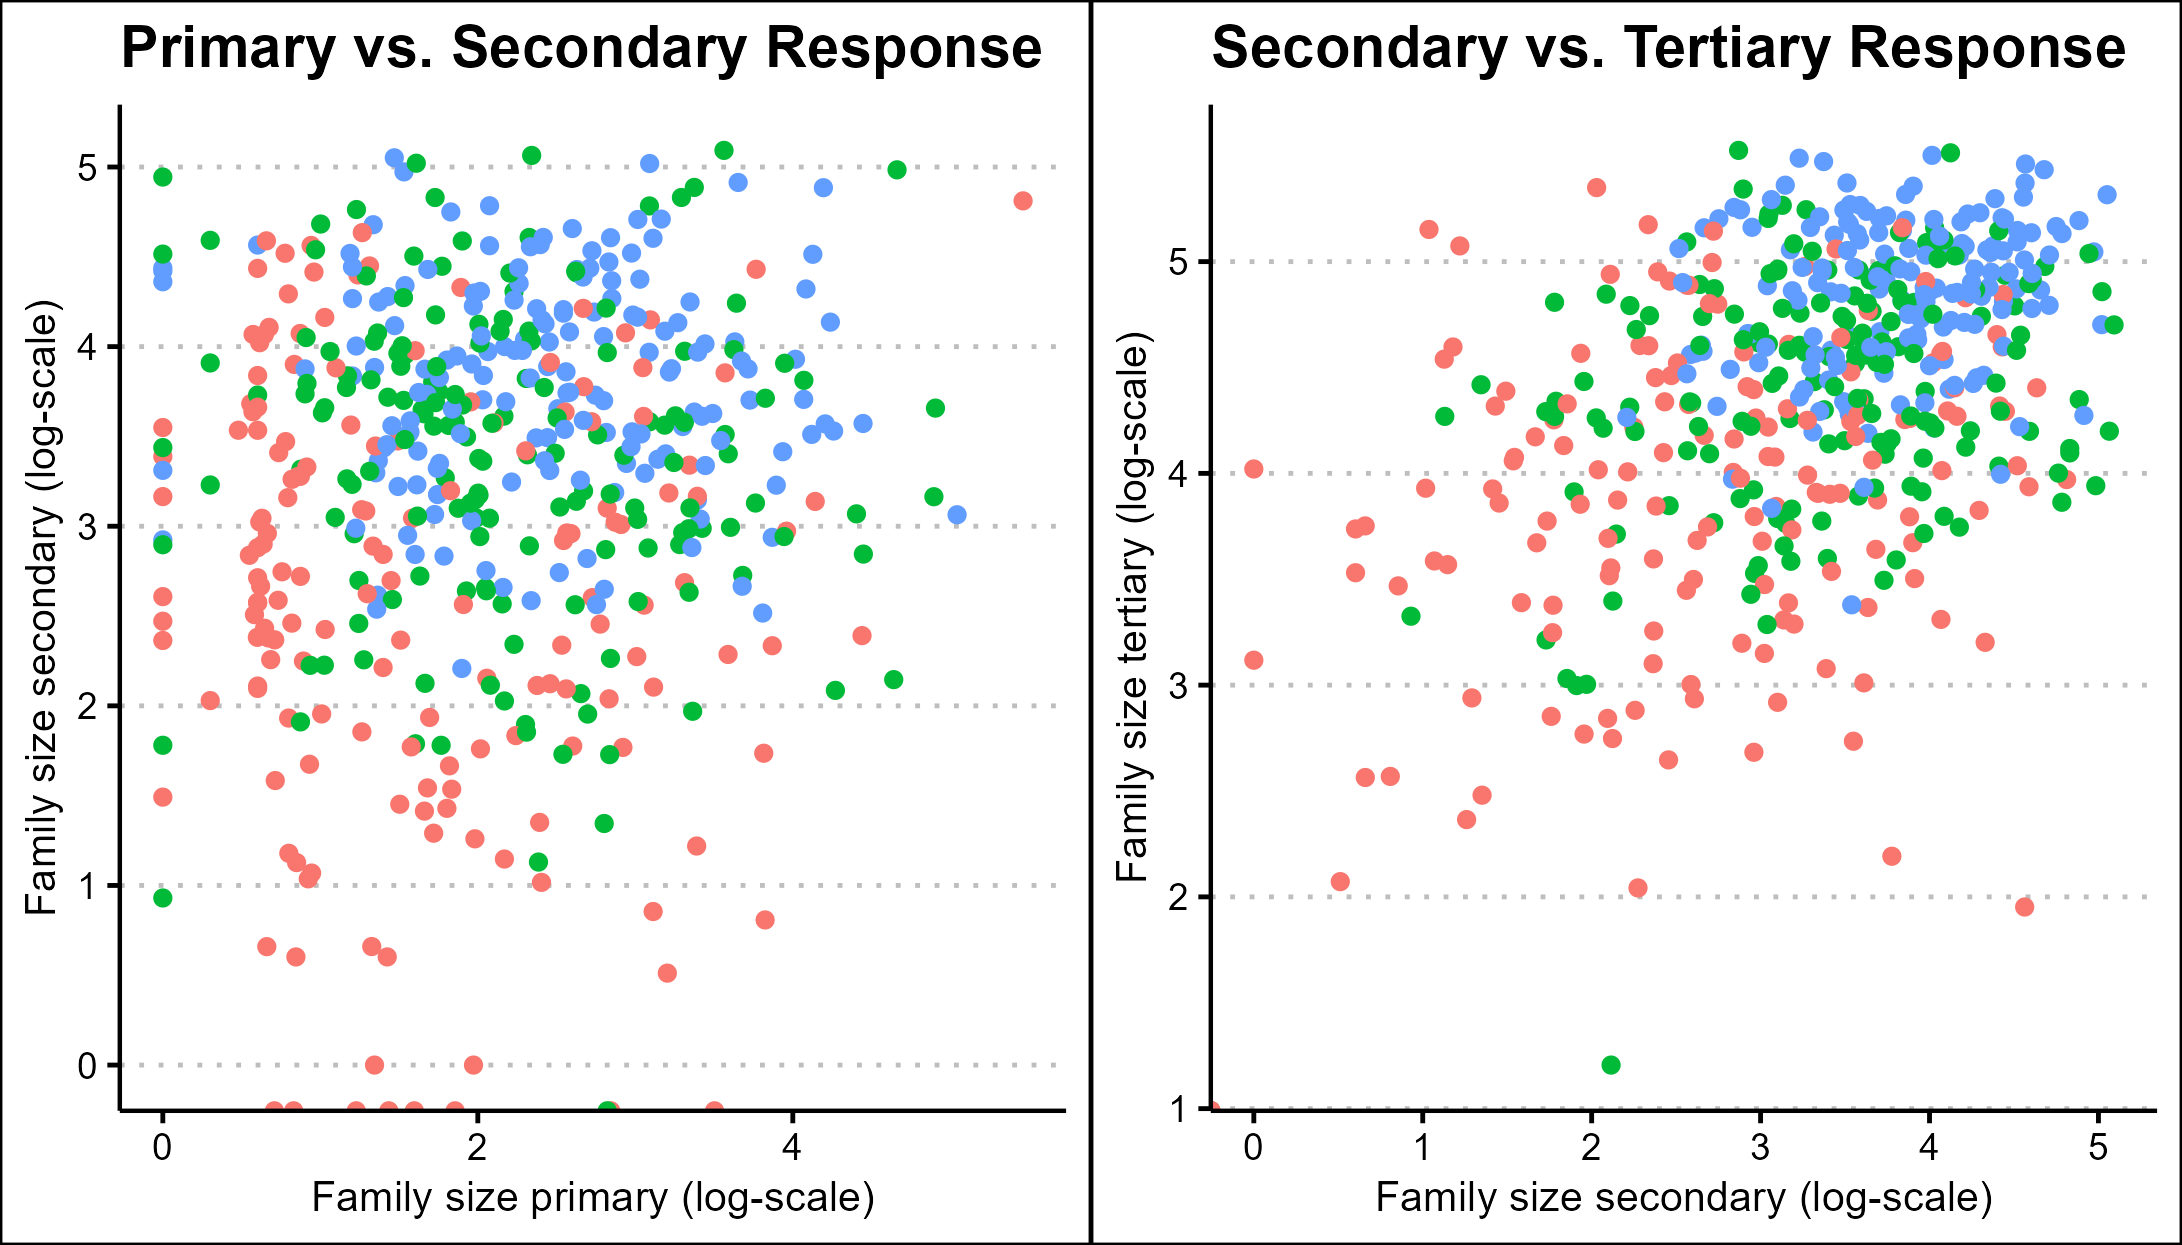 Primary vs. Secondary Response
Family size secondary (log-scale)
5
4
3
2
1
0
0 2 4
Family size primary (log-scale)
Secondary vs. Tertiary Response
Family size tertiary (log-scale)
5
4
3
2
1
0 1 2 3 4 5
Family size secondary (log-scale)